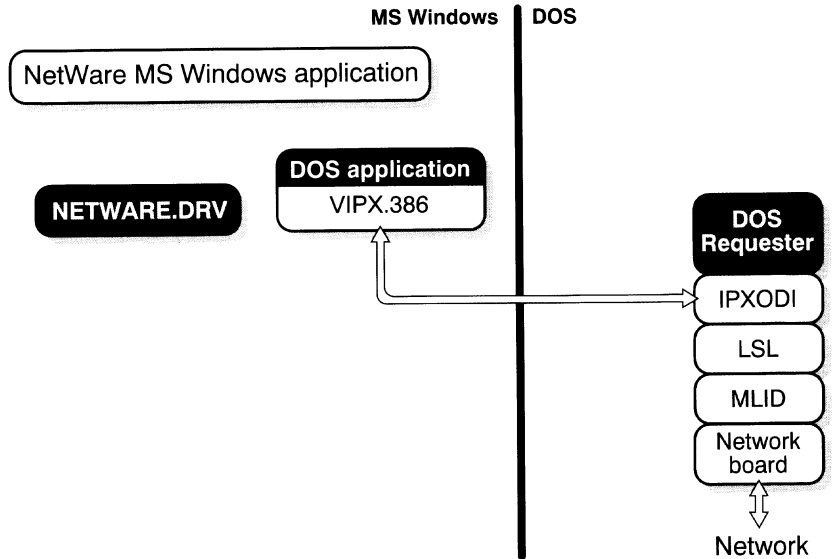 MS Windows
DOS
NetWare MS Windows application
DOS application
VIPX.386
NETWARE.DRV
DOS
Requester
IPXODI
LSL
MLID
Network
board
Network